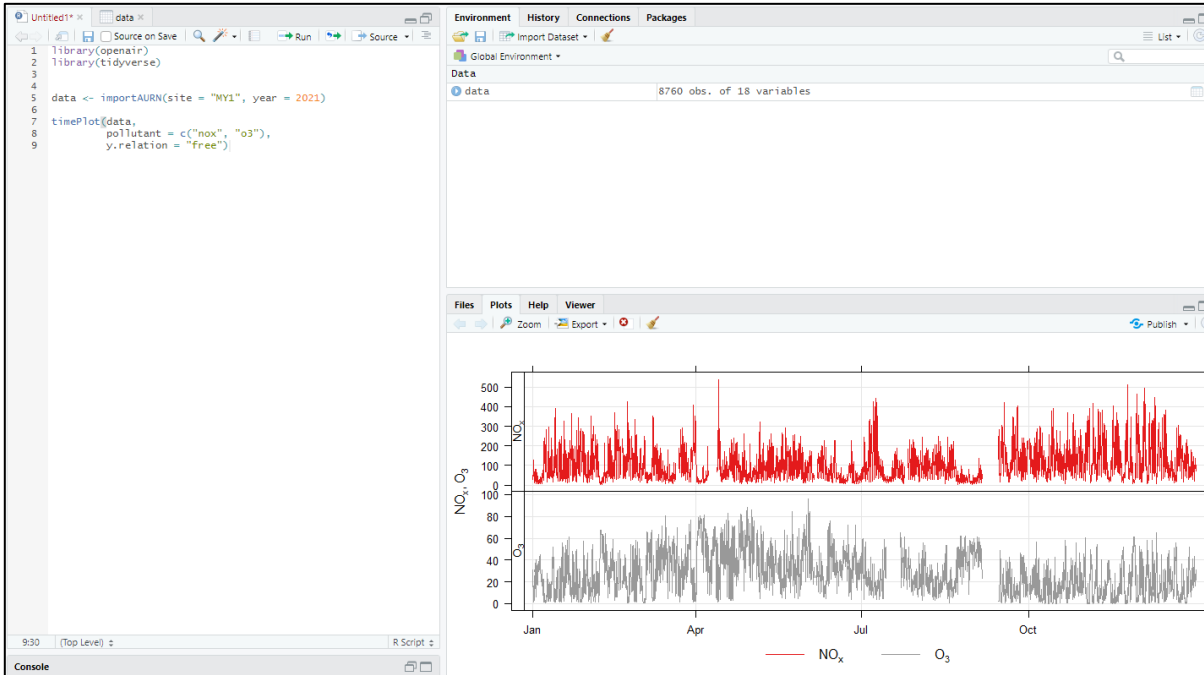 Untitled1* × data ×
Source on Save Run Source
1 library(openair)
2 library(tidyverse)
3
4
5 data <- importAURN(site = "MY1", year = 2021)
6
7 timePlot(data,
8 pollutant = c("nox", "o3"),
9 y.relation = "free")
9:30 (Top Level) R Script
Console
Environment History Connections Packages
Import Dataset List
Global Environment
Data
data 8760 obs. of 18 variables
Files Plots Help Viewer
Zoom Export Publish
500
400
300
200
100
0
NOₓ
NOₓ, O₃
100
80
60
40
20
0
O₃
Jan Apr Jul Oct
NOₓ O₃